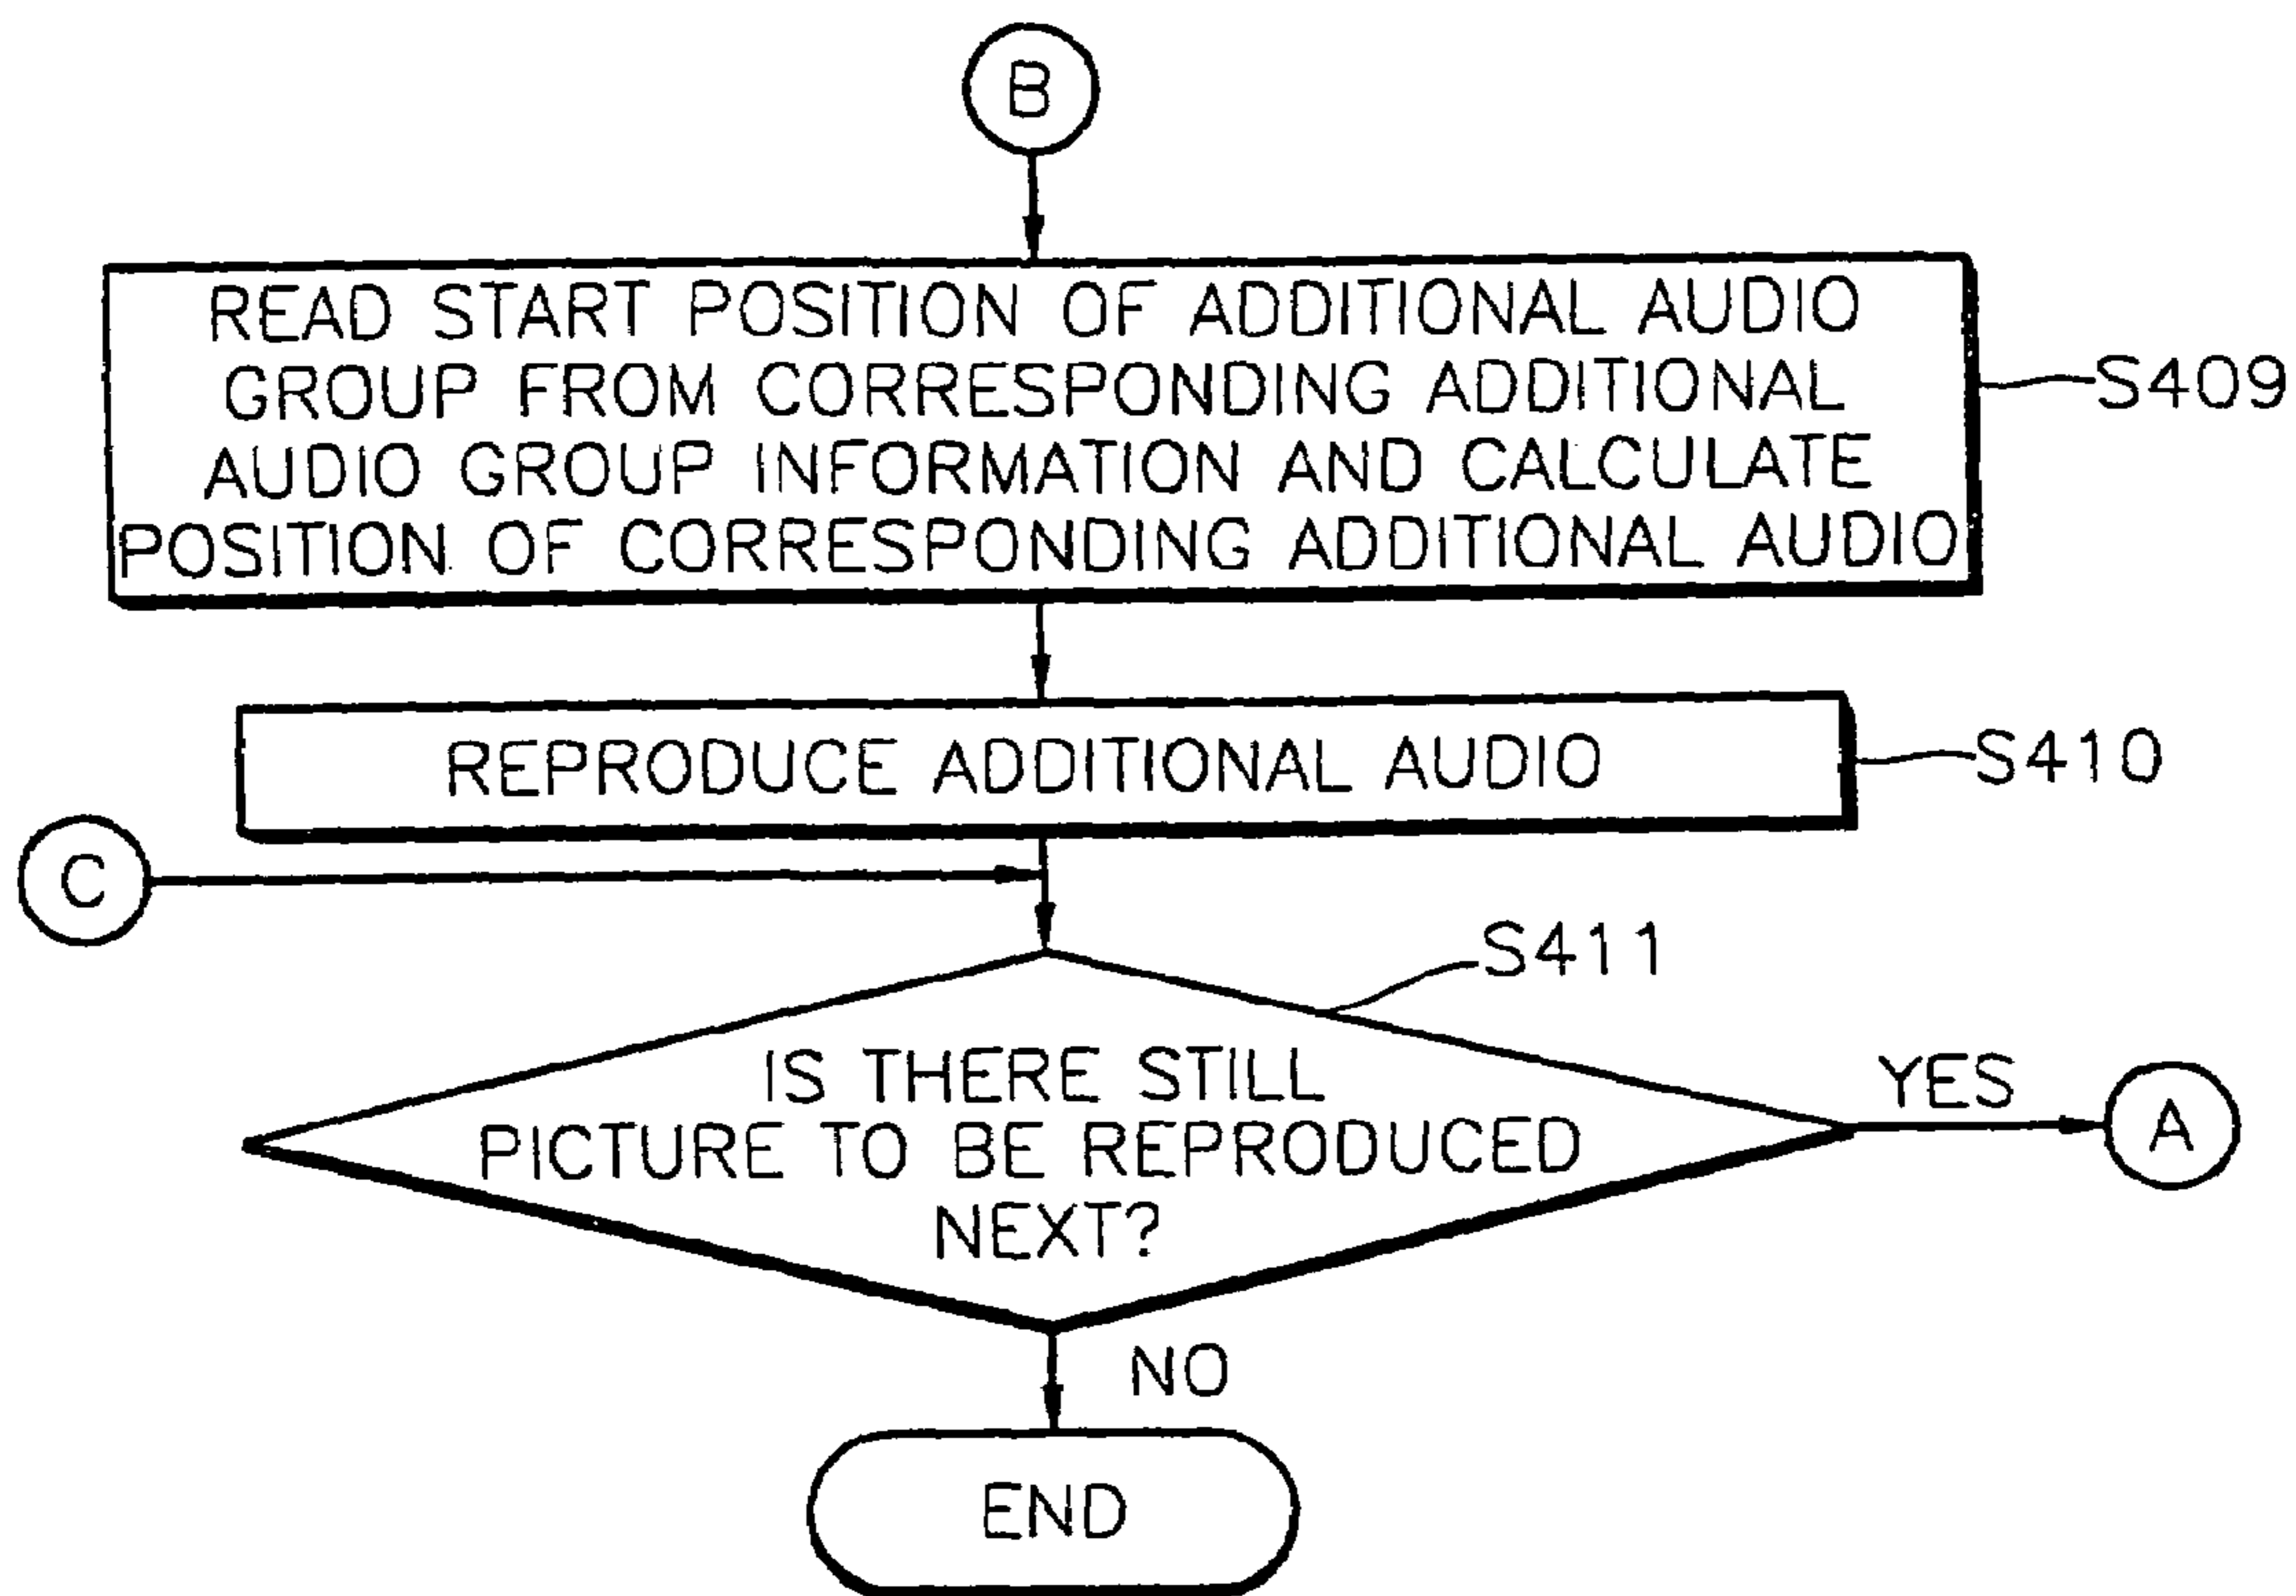 B
READ START POSITION OF ADDITIONAL AUDIO
GROUP FROM CORRESPONDING ADDITIONAL
AUDIO GROUP INFORMATION AND CALCULATE
POSITION OF CORRESPONDING ADDITIONAL AUDIO
S409
REPRODUCE ADDITIONAL AUDIO
S410
C
S411
IS THERE STILL
PICTURE TO BE REPRODUCED
NEXT?
YES
A
NO
END